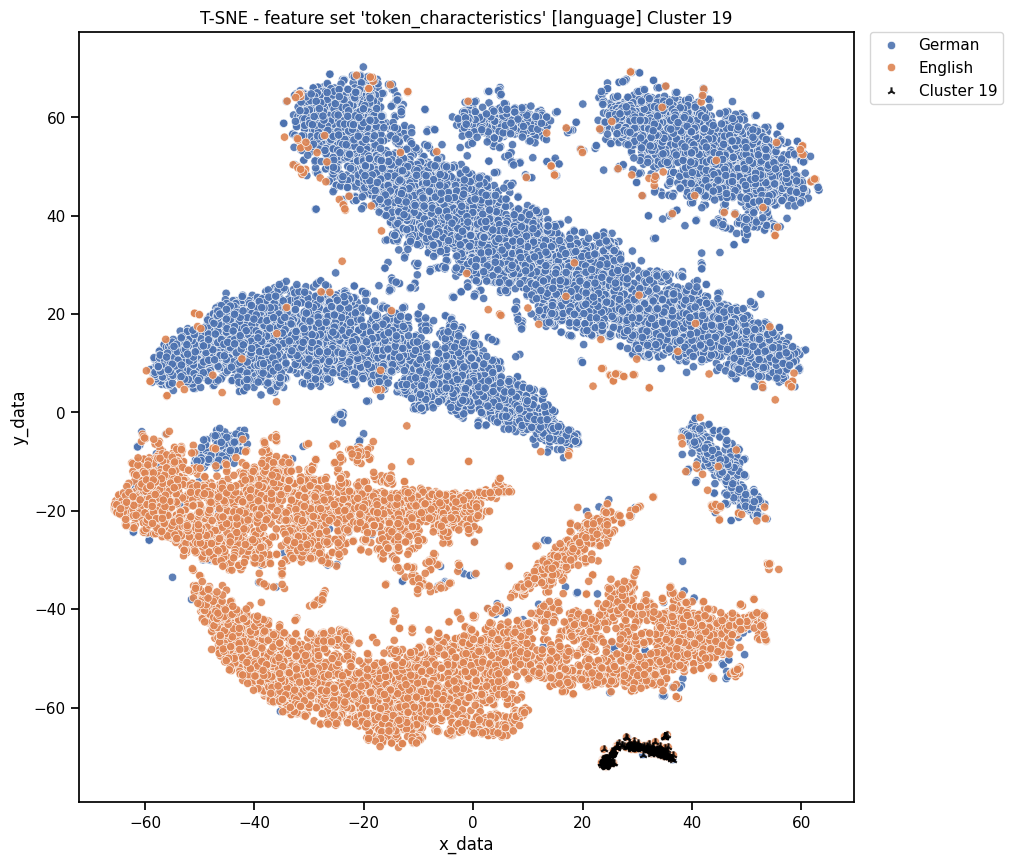 T-SNE - feature set 'token_characteristics' [language] Cluster 19
German
English
Cluster 19
y_data
60
40
20
0
−20
−40
−60
−60 −40 −20 0 20 40 60
x_data